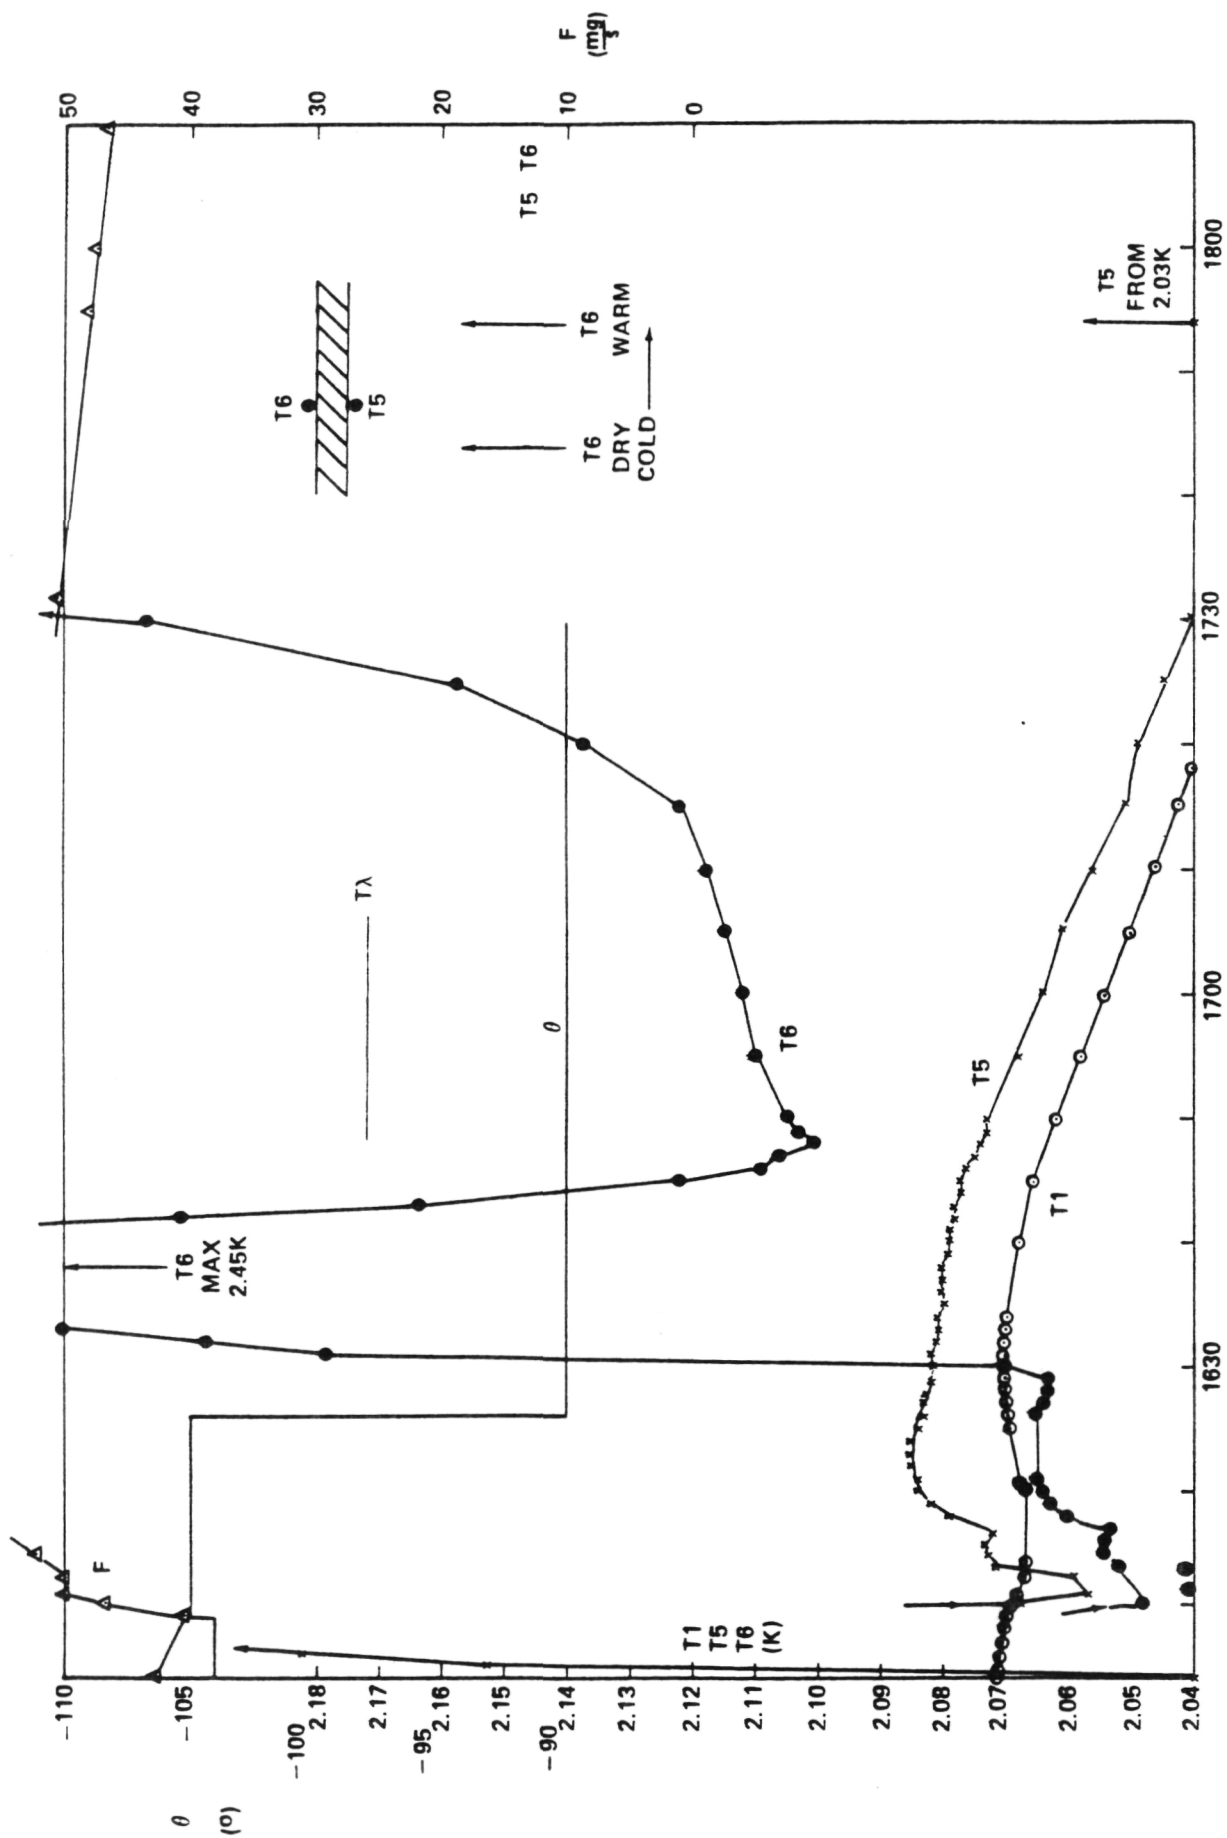 50
40
30
20
10
0
F
(mg/s)
T5 T6
T6
T5
T6
DRY
COLD
T6
WARM
T5
FROM
2.03K
Tλ
θ
T6
T5
T1
T6
MAX
2.45K
F
T1
T5
T6
(K)
1630
1700
1730
1800
−110
−105
−100
−95
−90
2.18
2.17
2.16
2.15
2.14
2.13
2.12
2.11
2.10
2.09
2.08
2.07
2.06
2.05
2.04
θ
(º)